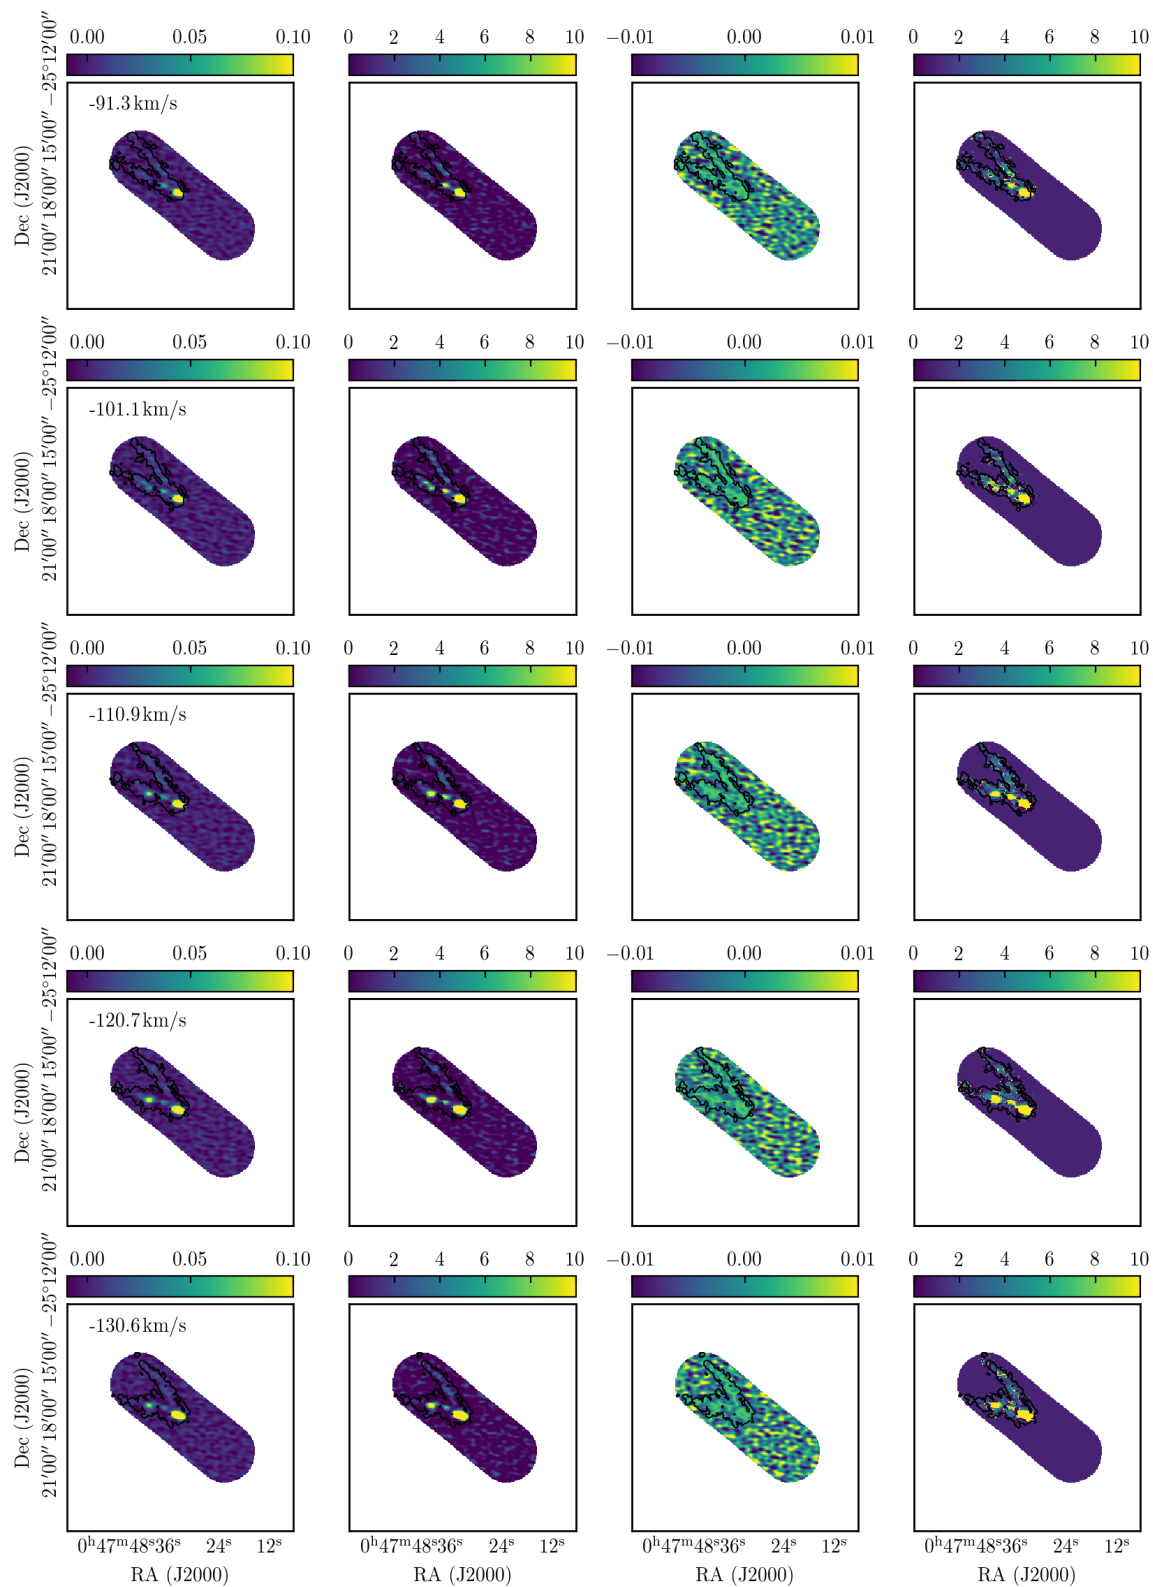 0.00 0.05 0.10 0 2 4 6 8 10 −0.01 0.00 0.01 0 2 4 6 8 10
-91.3 km/s
Dec (J2000)
21′00″ 18′00″ 15′00″ −25°12′00″
0.00 0.05 0.10 0 2 4 6 8 10 −0.01 0.00 0.01 0 2 4 6 8 10
-101.1 km/s
Dec (J2000)
21′00″ 18′00″ 15′00″ −25°12′00″
0.00 0.05 0.10 0 2 4 6 8 10 −0.01 0.00 0.01 0 2 4 6 8 10
-110.9 km/s
Dec (J2000)
21′00″ 18′00″ 15′00″ −25°12′00″
0.00 0.05 0.10 0 2 4 6 8 10 −0.01 0.00 0.01 0 2 4 6 8 10
-120.7 km/s
Dec (J2000)
21′00″ 18′00″ 15′00″ −25°12′00″
0.00 0.05 0.10 0 2 4 6 8 10 −0.01 0.00 0.01 0 2 4 6 8 10
-130.6 km/s
Dec (J2000)
21′00″ 18′00″ 15′00″ −25°12′00″
0ʰ47ᵐ48ˢ36ˢ 24ˢ 12ˢ 0ʰ47ᵐ48ˢ36ˢ 24ˢ 12ˢ 0ʰ47ᵐ48ˢ36ˢ 24ˢ 12ˢ 0ʰ47ᵐ48ˢ36ˢ 24ˢ 12ˢ
RA (J2000) RA (J2000) RA (J2000) RA (J2000)